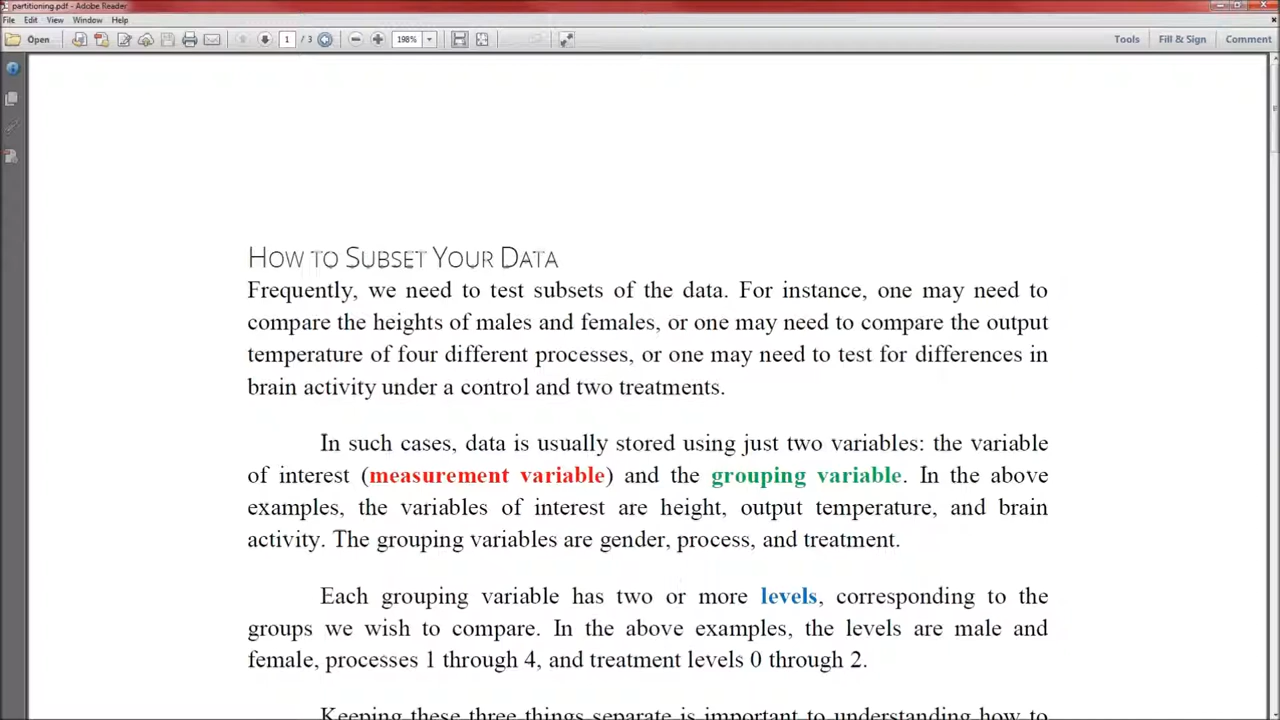 partitioning.pdf - Adobe Reader
File Edit View Window Help
Open 1 / 3 198% Tools Fill & Sign Comment
How to Subset Your Data
Frequently, we need to test subsets of the data. For instance, one may need to
compare the heights of males and females, or one may need to compare the output
temperature of four different processes, or one may need to test for differences in
brain activity under a control and two treatments.
In such cases, data is usually stored using just two variables: the variable
of interest (measurement variable) and the grouping variable. In the above
examples, the variables of interest are height, output temperature, and brain
activity. The grouping variables are gender, process, and treatment.
Each grouping variable has two or more levels, corresponding to the
groups we wish to compare. In the above examples, the levels are male and
female, processes 1 through 4, and treatment levels 0 through 2.
Keeping these three things separate is important to understanding how to